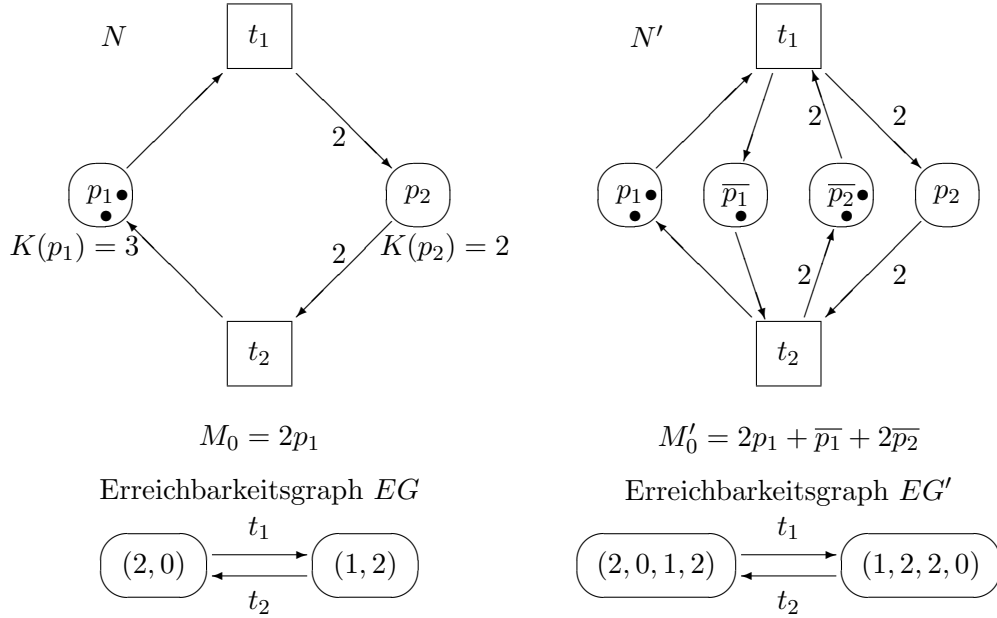 N
t₁
2
p₁
p₂
K(p₁) = 3
K(p₂) = 2
2
t₂
M₀ = 2p₁
Erreichbarkeitsgraph EG
t₁
(2, 0)
(1, 2)
t₂
N′
t₁
2
2
p₁
p̅₁̅
p̅₂̅
p₂
2
2
t₂
M₀′ = 2p₁ + p̅₁̅ + 2p̅₂̅
Erreichbarkeitsgraph EG′
t₁
(2, 0, 1, 2)
(1, 2, 2, 0)
t₂